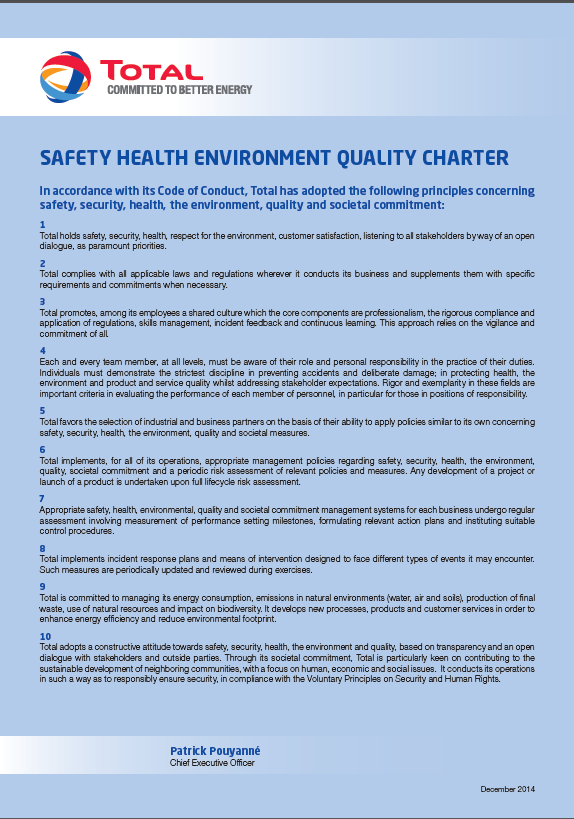 TOTAL
COMMITTED TO BETTER ENERGY
SAFETY HEALTH ENVIRONMENT QUALITY CHARTER
In accordance with its Code of Conduct, Total has adopted the following principles concerning
safety, security, health, the environment, quality and societal commitment:
1
Total holds safety, security, health, respect for the environment, customer satisfaction, listening to all stakeholders by way of an open
dialogue, as paramount priorities.
2
Total complies with all applicable laws and regulations wherever it conducts its business and supplements them with specific
requirements and commitments when necessary.
3
Total promotes, among its employees a shared culture which the core components are professionalism, the rigorous compliance and
application of regulations, skills management, incident feedback and continuous learning. This approach relies on the vigilance and
commitment of all.
4
Each and every team member, at all levels, must be aware of their role and personal responsibility in the practice of their duties.
Individuals must demonstrate the strictest discipline in preventing accidents and deliberate damage; in protecting health, the
environment and product and service quality whilst addressing stakeholder expectations. Rigor and exemplarity in these fields are
important criteria in evaluating the performance of each member of personnel, in particular for those in positions of responsibility.
5
Total favors the selection of industrial and business partners on the basis of their ability to apply policies similar to its own concerning
safety, security, health, the environment, quality and societal measures.
6
Total implements, for all of its operations, appropriate management policies regarding safety, security, health, the environment,
quality, societal commitment and a periodic risk assessment of relevant policies and measures. Any development of a project or
launch of a product is undertaken upon full lifecycle risk assessment.
7
Appropriate safety, health, environmental, quality and societal commitment management systems for each business undergo regular
assessment involving measurement of performance setting milestones, formulating relevant action plans and instituting suitable
control procedures.
8
Total implements incident response plans and means of intervention designed to face different types of events it may encounter.
Such measures are periodically updated and reviewed during exercises.
9
Total is committed to managing its energy consumption, emissions in natural environments (water, air and soils), production of final
waste, use of natural resources and impact on biodiversity. It develops new processes, products and customer services in order to
enhance energy efficiency and reduce environmental footprint.
10
Total adopts a constructive attitude towards safety, security, health, the environment and quality, based on transparency and an open
dialogue with stakeholders and outside parties. Through its societal commitment, Total is particularly keen on contributing to the
sustainable development of neighboring communities, with a focus on human, economic and social issues. It conducts its operations
in such a way as to responsibly ensure security, in compliance with the Voluntary Principles on Security and Human Rights.
Patrick Pouyanné
Chief Executive Officer
December 2014